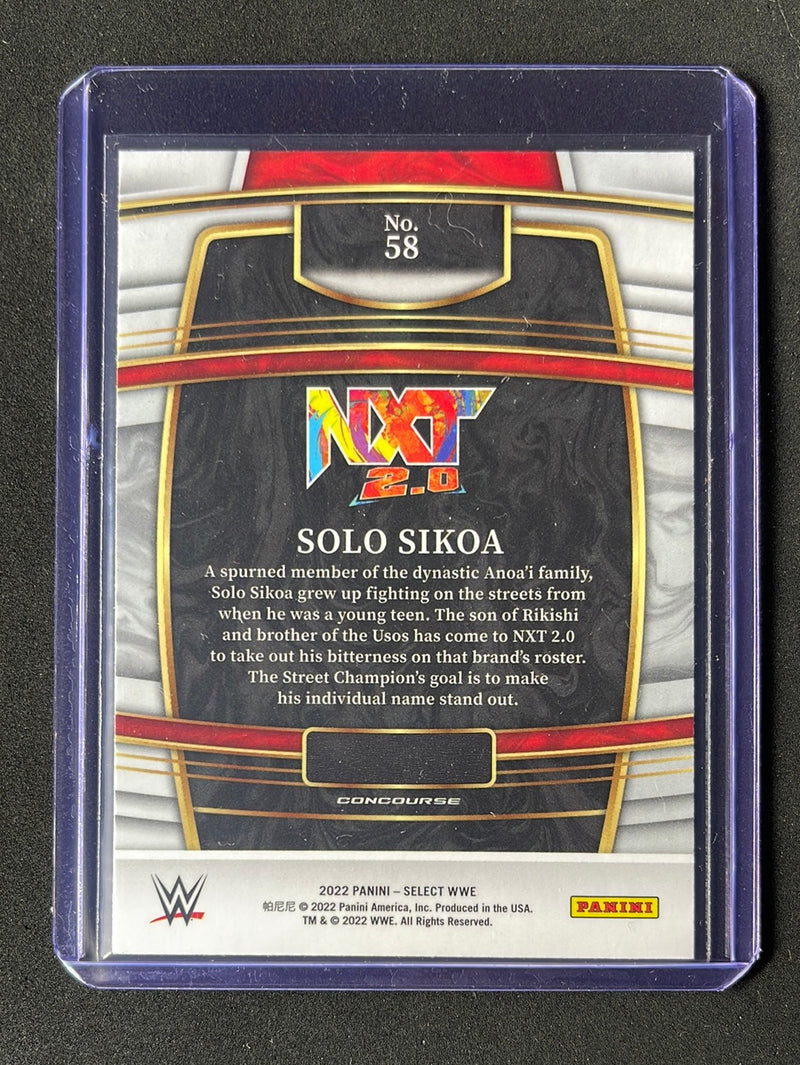 No.
58
NXT
2.0
SOLO SIKOA
A spurned member of the dynastic Anoa'i family,
Solo Sikoa grew up fighting on the streets from
when he was a young teen. The son of Rikishi
and brother of the Usos has come to NXT 2.0
to take out his bitterness on that brand's roster.
The Street Champion's goal is to make
his individual name stand out.
CONCOURSE
W
2022 PANINI – SELECT WWE
帕尼尼 © 2022 Panini America, Inc. Produced in the USA.
TM & © 2022 WWE. All Rights Reserved.
PANINI